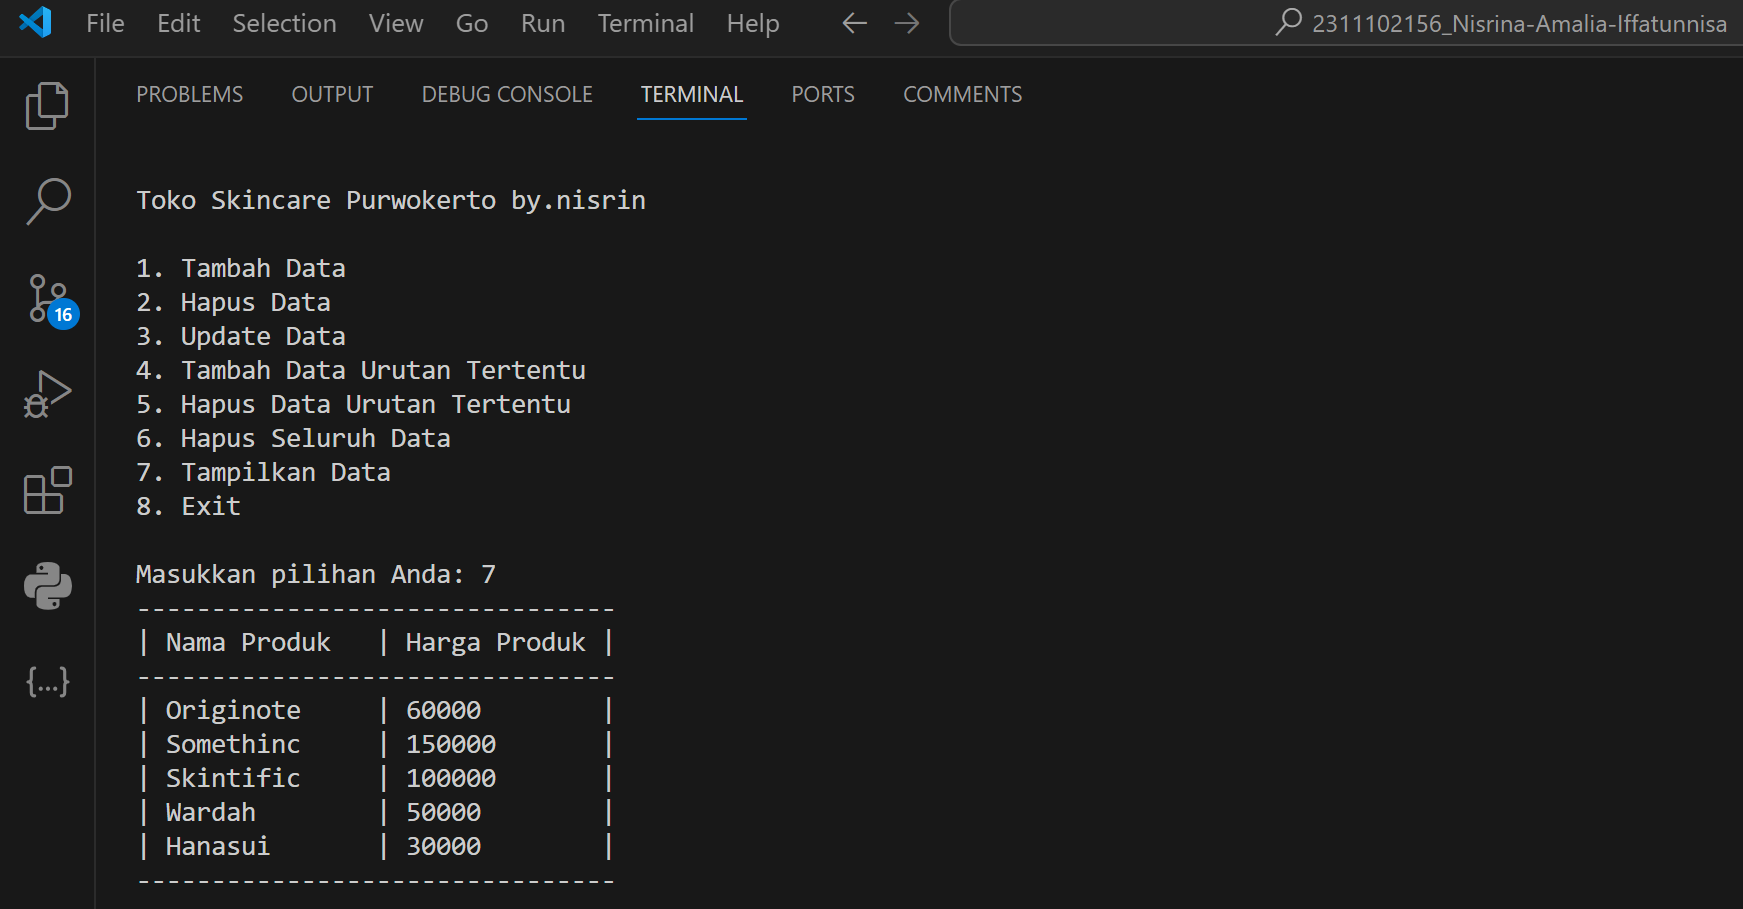 File Edit Selection View Go Run Terminal Help 2311102156_Nisrina-Amalia-Iffatunnisa
PROBLEMS OUTPUT DEBUG CONSOLE TERMINAL PORTS COMMENTS
Toko Skincare Purwokerto by.nisrin
1. Tambah Data
2. Hapus Data
16
3. Update Data
4. Tambah Data Urutan Tertentu
5. Hapus Data Urutan Tertentu
6. Hapus Seluruh Data
7. Tampilkan Data
8. Exit
Masukkan pilihan Anda: 7
--------------------------------
| Nama Produk   | Harga Produk |
--------------------------------
| Originote     | 60000        |
| Somethinc     | 150000       |
| Skintific     | 100000       |
| Wardah        | 50000        |
| Hanasui       | 30000        |
--------------------------------